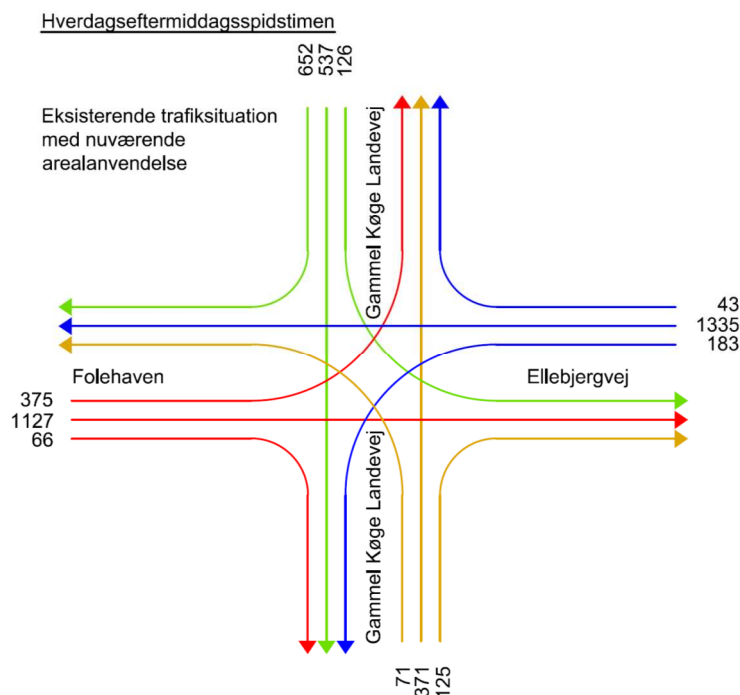 Hverdagseftermiddagsspidstimen
652
537
126
Eksisterende trafiksituation
med nuværende
arealanvendelse
Gammel Køge Landevej
43
1335
183
Folehaven
Ellebjergvej
375
1127
66
Gammel Køge Landevej
71
371
125